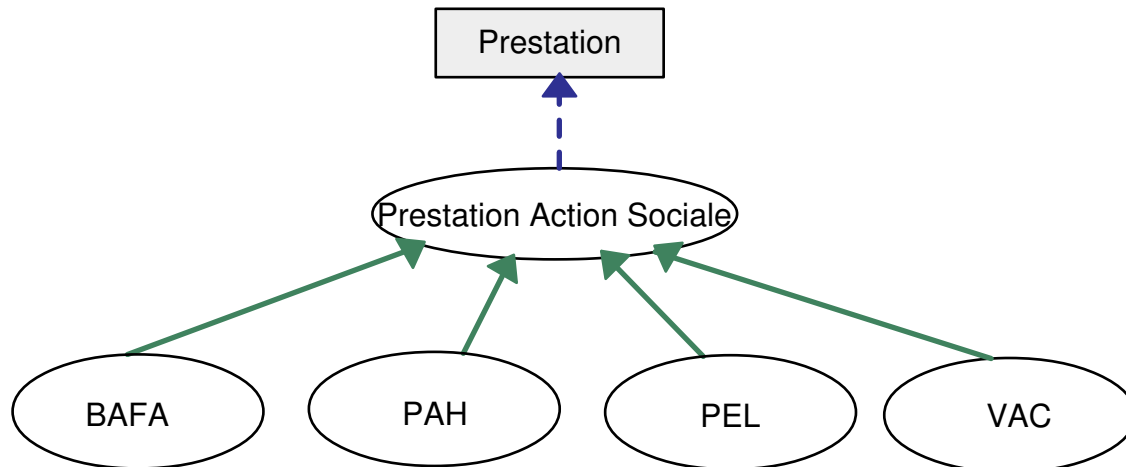 Prestation
Prestation Action Sociale
BAFA
PAH
PEL
VAC